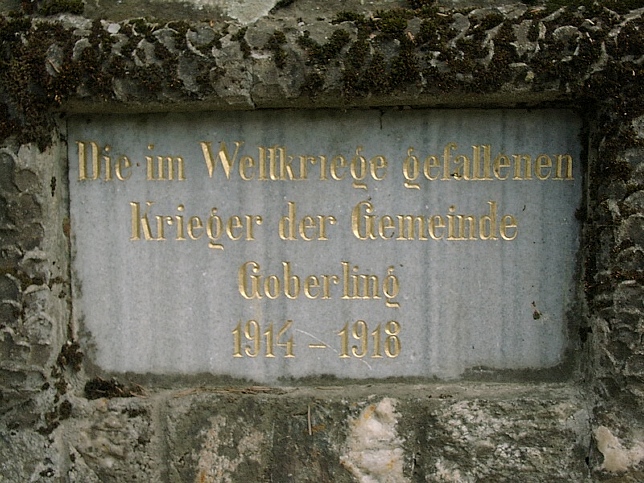 Die im Weltkriege gefallenen
Krieger der Gemeinde
Goberling
1914 – 1918